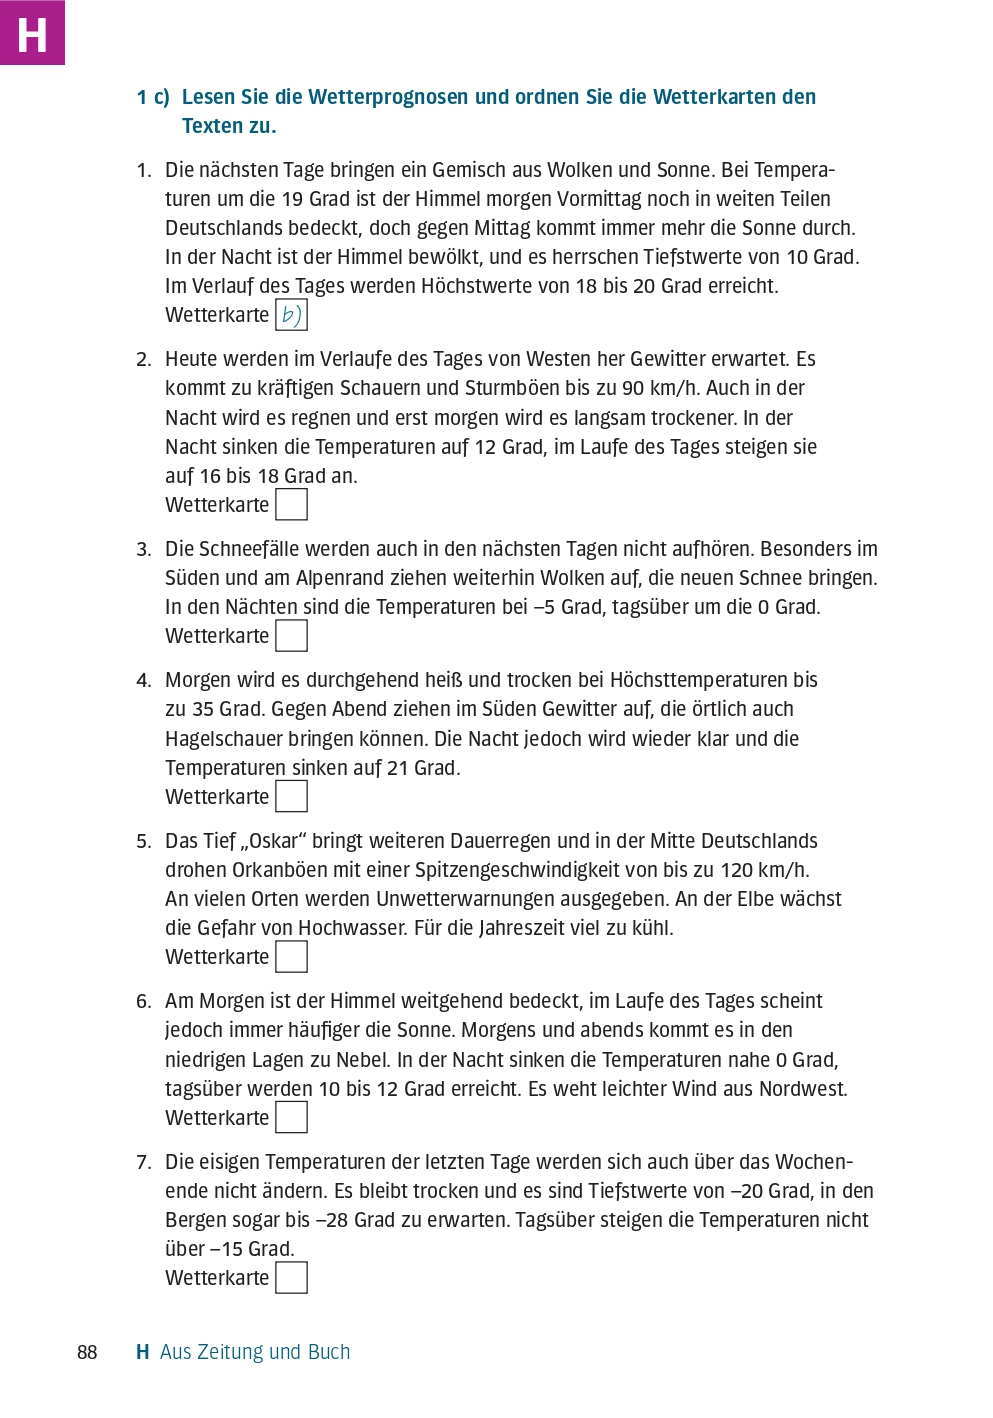 H
1 c) Lesen Sie die Wetterprognosen und ordnen Sie die Wetterkarten den
Texten zu.
1. Die nächsten Tage bringen ein Gemisch aus Wolken und Sonne. Bei Tempera-
turen um die 19 Grad ist der Himmel morgen Vormittag noch in weiten Teilen
Deutschlands bedeckt, doch gegen Mittag kommt immer mehr die Sonne durch.
In der Nacht ist der Himmel bewölkt, und es herrschen Tiefstwerte von 10 Grad.
Im Verlauf des Tages werden Höchstwerte von 18 bis 20 Grad erreicht.
Wetterkarte b)
2. Heute werden im Verlaufe des Tages von Westen her Gewitter erwartet. Es
kommt zu kräftigen Schauern und Sturmböen bis zu 90 km/h. Auch in der
Nacht wird es regnen und erst morgen wird es langsam trockener. In der
Nacht sinken die Temperaturen auf 12 Grad, im Laufe des Tages steigen sie
auf 16 bis 18 Grad an.
Wetterkarte
3. Die Schneefälle werden auch in den nächsten Tagen nicht aufhören. Besonders im
Süden und am Alpenrand ziehen weiterhin Wolken auf, die neuen Schnee bringen.
In den Nächten sind die Temperaturen bei –5 Grad, tagsüber um die 0 Grad.
Wetterkarte
4. Morgen wird es durchgehend heiß und trocken bei Höchsttemperaturen bis
zu 35 Grad. Gegen Abend ziehen im Süden Gewitter auf, die örtlich auch
Hagelschauer bringen können. Die Nacht jedoch wird wieder klar und die
Temperaturen sinken auf 21 Grad.
Wetterkarte
5. Das Tief „Oskar“ bringt weiteren Dauerregen und in der Mitte Deutschlands
drohen Orkanböen mit einer Spitzengeschwindigkeit von bis zu 120 km/h.
An vielen Orten werden Unwetterwarnungen ausgegeben. An der Elbe wächst
die Gefahr von Hochwasser. Für die Jahreszeit viel zu kühl.
Wetterkarte
6. Am Morgen ist der Himmel weitgehend bedeckt, im Laufe des Tages scheint
jedoch immer häufiger die Sonne. Morgens und abends kommt es in den
niedrigen Lagen zu Nebel. In der Nacht sinken die Temperaturen nahe 0 Grad,
tagsüber werden 10 bis 12 Grad erreicht. Es weht leichter Wind aus Nordwest.
Wetterkarte
7. Die eisigen Temperaturen der letzten Tage werden sich auch über das Wochen-
ende nicht ändern. Es bleibt trocken und es sind Tiefstwerte von –20 Grad, in den
Bergen sogar bis –28 Grad zu erwarten. Tagsüber steigen die Temperaturen nicht
über –15 Grad.
Wetterkarte
88 H Aus Zeitung und Buch